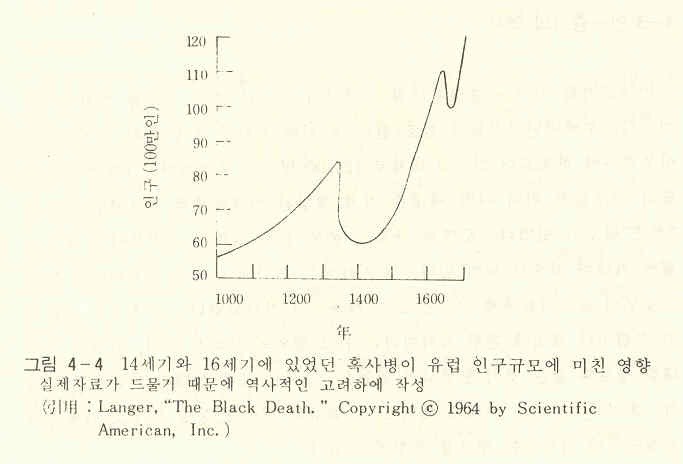 120
110
100
90
80
70
60
50
인구 (100만인)
1000 1200 1400 1600
年
그림 4-4 14세기와 16세기에 있었던 흑사병이 유럽 인구규모에 미친 영향
실제자료가 드물기 때문에 역사적인 고려하에 작성
(引用 : Langer, “The Black Death.” Copyright ⓒ 1964 by Scientific
American, Inc.)